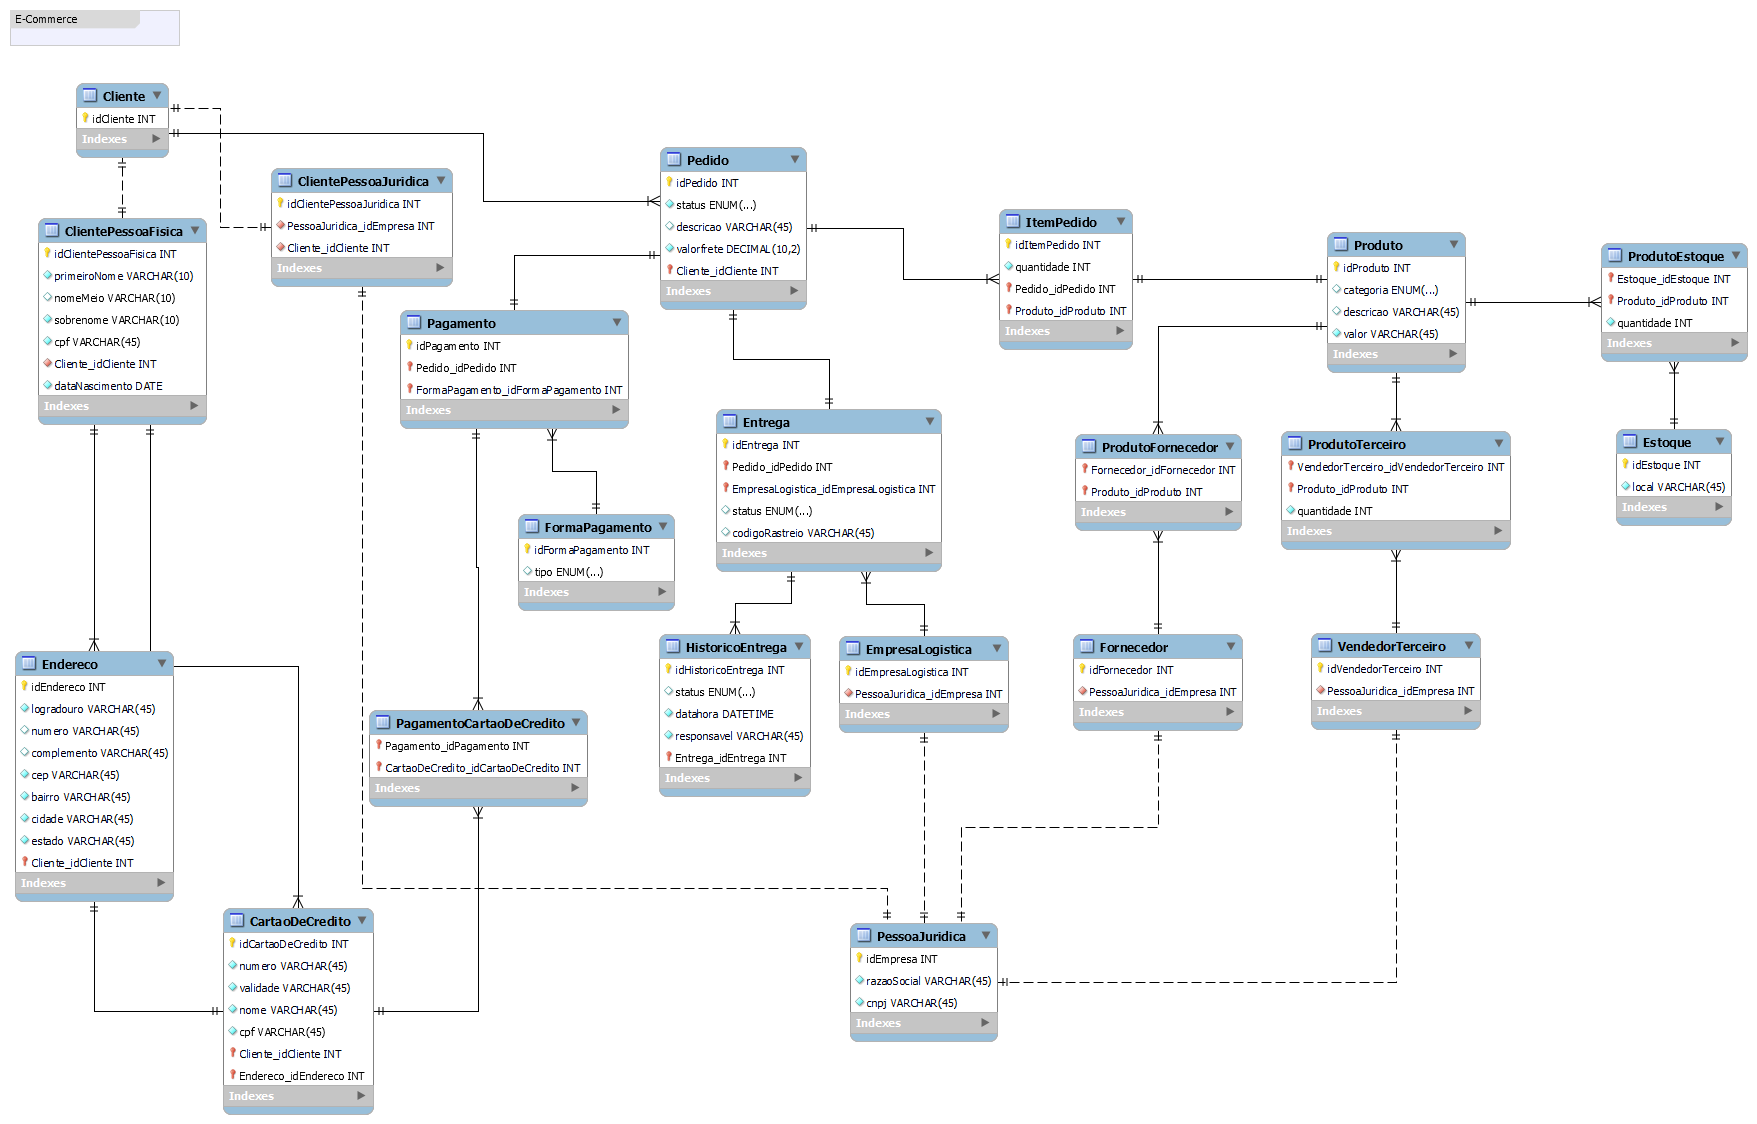 E-Commerce
Cliente
idCliente INT
Indexes
ClientePessoaFisica
idClientePessoaFisica INT
primeiroNome VARCHAR(10)
nomeMeio VARCHAR(10)
sobrenome VARCHAR(10)
cpf VARCHAR(45)
Cliente_idCliente INT
dataNascimento DATE
Indexes
ClientePessoaJuridica
idClientePessoaJuridica INT
PessoaJuridica_idEmpresa INT
Cliente_idCliente INT
Indexes
Pedido
idPedido INT
status ENUM(...)
descricao VARCHAR(45)
valorfrete DECIMAL(10,2)
Cliente_idCliente INT
Indexes
ItemPedido
idItemPedido INT
quantidade INT
Pedido_idPedido INT
Produto_idProduto INT
Indexes
Produto
idProduto INT
categoria ENUM(...)
descricao VARCHAR(45)
valor VARCHAR(45)
Indexes
ProdutoEstoque
Estoque_idEstoque INT
Produto_idProduto INT
quantidade INT
Indexes
Pagamento
idPagamento INT
Pedido_idPedido INT
FormaPagamento_idFormaPagamento INT
Indexes
FormaPagamento
idFormaPagamento INT
tipo ENUM(...)
Indexes
Entrega
idEntrega INT
Pedido_idPedido INT
EmpresaLogistica_idEmpresaLogistica INT
status ENUM(...)
codigoRastreio VARCHAR(45)
Indexes
ProdutoFornecedor
Fornecedor_idFornecedor INT
Produto_idProduto INT
Indexes
ProdutoTerceiro
VendedorTerceiro_idVendedorTerceiro INT
Produto_idProduto INT
quantidade INT
Indexes
Estoque
idEstoque INT
local VARCHAR(45)
Indexes
Endereco
idEndereco INT
logradouro VARCHAR(45)
numero VARCHAR(45)
complemento VARCHAR(45)
cep VARCHAR(45)
bairro VARCHAR(45)
cidade VARCHAR(45)
estado VARCHAR(45)
Cliente_idCliente INT
Indexes
PagamentoCartaoDeCredito
Pagamento_idPagamento INT
CartaoDeCredito_idCartaoDeCredito INT
Indexes
HistoricoEntrega
idHistoricoEntrega INT
status ENUM(...)
datahora DATETIME
responsavel VARCHAR(45)
Entrega_idEntrega INT
Indexes
EmpresaLogistica
idEmpresaLogistica INT
PessoaJuridica_idEmpresa INT
Indexes
Fornecedor
idFornecedor INT
PessoaJuridica_idEmpresa INT
Indexes
VendedorTerceiro
idVendedorTerceiro INT
PessoaJuridica_idEmpresa INT
Indexes
CartaoDeCredito
idCartaoDeCredito INT
numero VARCHAR(45)
validade VARCHAR(45)
nome VARCHAR(45)
cpf VARCHAR(45)
Cliente_idCliente INT
Endereco_idEndereco INT
Indexes
PessoaJuridica
idEmpresa INT
razaoSocial VARCHAR(45)
cnpj VARCHAR(45)
Indexes